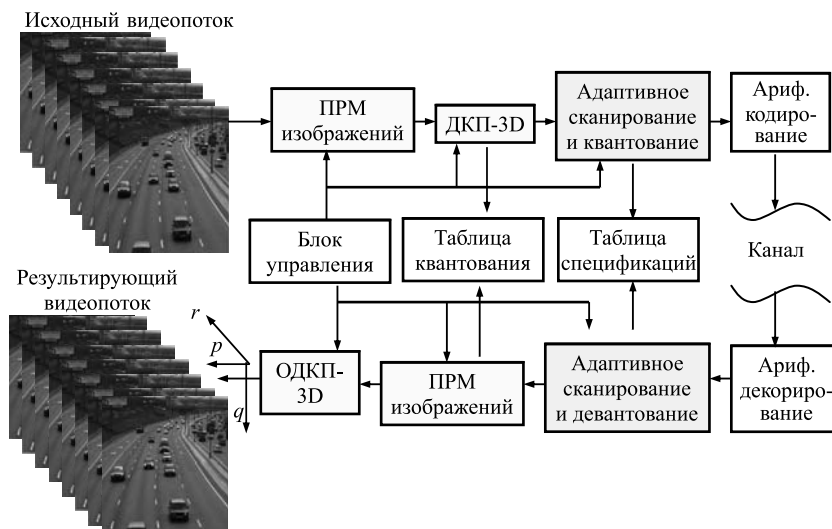 Исходный видеопоток
ПРМ
изображений
ДКП-3D
Адаптивное
сканирование
и квантование
Ариф.
кодиро-
вание
Блок
управления
Таблица
квантования
Таблица
спецификаций
Канал
Результирующий
видеопоток
r
p
q
ОДКП-
3D
ПРМ
изображений
Адаптивное
сканирование
и девантование
Ариф.
декориро-
вание